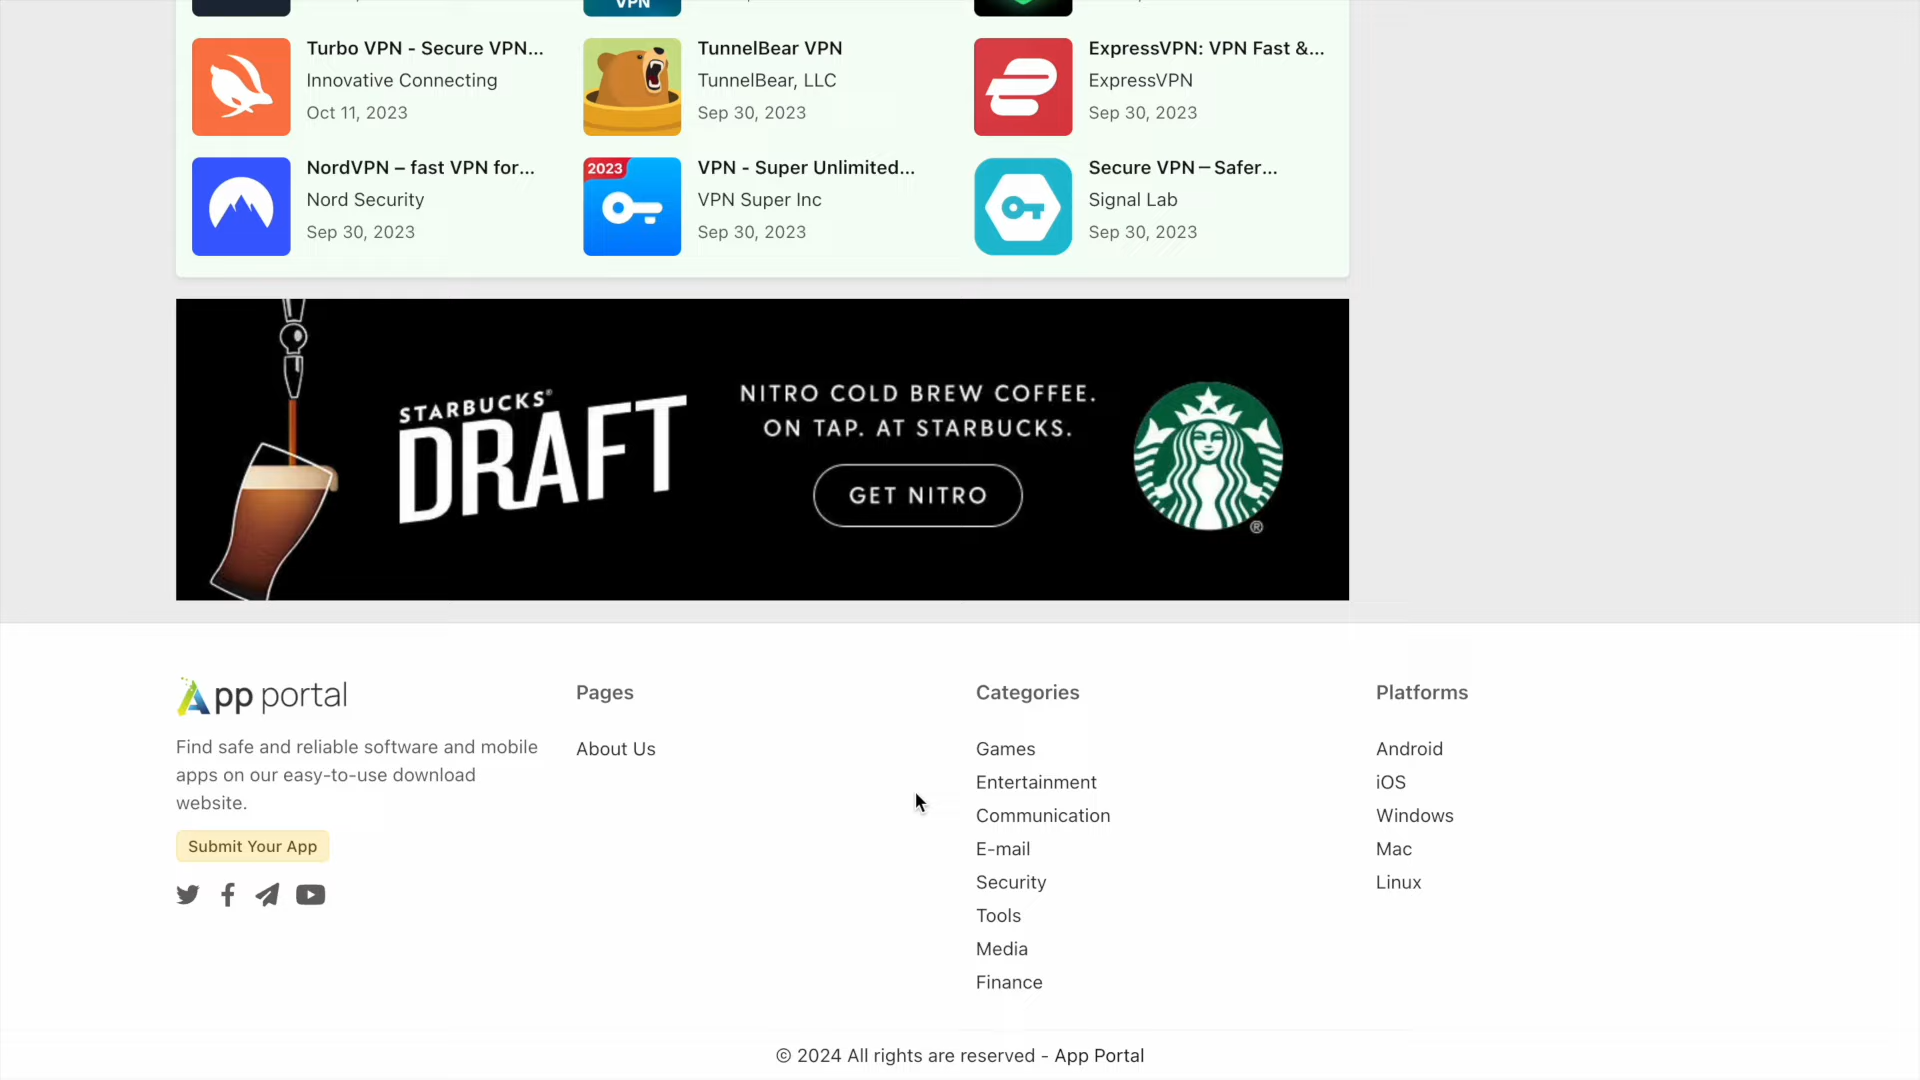 VPN
Turbo VPN - Secure VPN...
Innovative Connecting
Oct 11, 2023
TunnelBear VPN
TunnelBear, LLC
Sep 30, 2023
ExpressVPN: VPN Fast &...
ExpressVPN
Sep 30, 2023
NordVPN – fast VPN for...
Nord Security
Sep 30, 2023
2023
VPN - Super Unlimited...
VPN Super Inc
Sep 30, 2023
Secure VPN－Safer...
Signal Lab
Sep 30, 2023
STARBUCKS®
DRAFT
NITRO COLD BREW COFFEE.
ON TAP. AT STARBUCKS.
GET NITRO
®
App portal
Find safe and reliable software and mobile
apps on our easy-to-use download
website.
Submit Your App
Pages
About Us
Categories
Games
Entertainment
Communication
E-mail
Security
Tools
Media
Finance
Platforms
Android
iOS
Windows
Mac
Linux
© 2024 All rights are reserved - App Portal